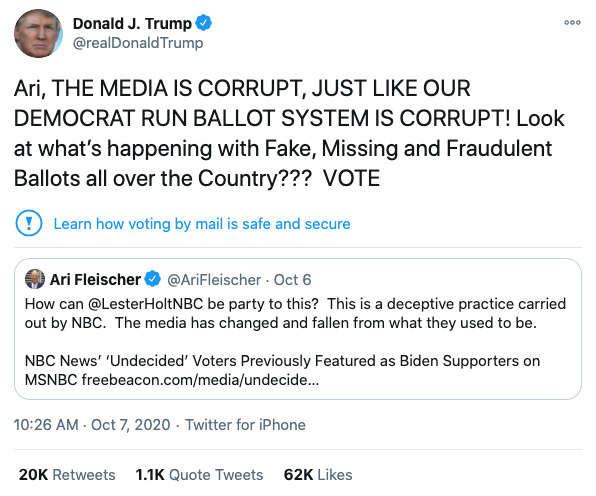 Donald J. Trump
@realDonaldTrump
Ari, THE MEDIA IS CORRUPT, JUST LIKE OUR
DEMOCRAT RUN BALLOT SYSTEM IS CORRUPT! Look
at what’s happening with Fake, Missing and Fraudulent
Ballots all over the Country??? VOTE
Learn how voting by mail is safe and secure
Ari Fleischer @AriFleischer · Oct 6
How can @LesterHoltNBC be party to this? This is a deceptive practice carried
out by NBC. The media has changed and fallen from what they used to be.
NBC News’ ‘Undecided’ Voters Previously Featured as Biden Supporters on
MSNBC freebeacon.com/media/undecide...
10:26 AM · Oct 7, 2020 · Twitter for iPhone
20K Retweets 1.1K Quote Tweets 62K Likes